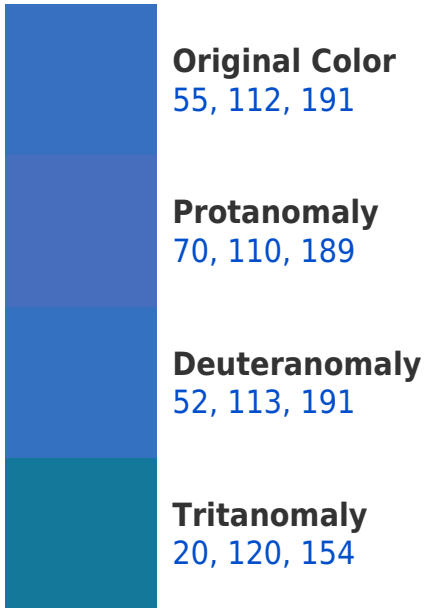 Original Color
55, 112, 191
Protanomaly
70, 110, 189
Deuteranomaly
52, 113, 191
Tritanomaly
20, 120, 154